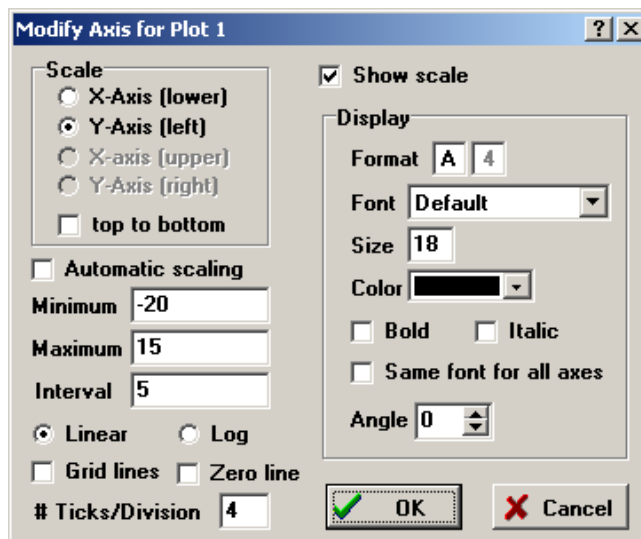 Modify Axis for Plot 1
Scale
X-Axis (lower)
Y-Axis (left)
X-axis (upper)
Y-Axis (right)
top to bottom
Automatic scaling
Minimum -20
Maximum 15
Interval 5
Linear Log
Grid lines Zero line
# Ticks/Division 4
Show scale
Display
Format A 4
Font Default
Size 18
Color
Bold Italic
Same font for all axes
Angle 0
OK Cancel